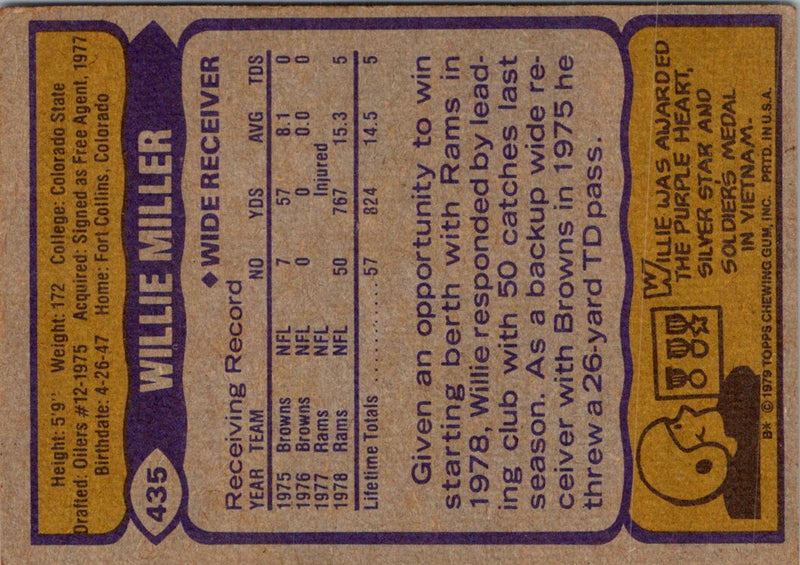 Height: 5'9" Weight: 172 College: Colorado State
Drafted: Oilers #12-1975 Acquired: Signed as Free Agent, 1977
Birthdate: 4-26-47 Home: Fort Collins, Colorado
435 WILLIE MILLER
♦ WIDE RECEIVER
Receiving Record
YEAR TEAM NO YDS AVG TDS
1975 Browns NFL 7 57 8.1 0
1976 Browns NFL 0 0 0.0 0
1977 Rams NFL Injured
1978 Rams NFL 50 767 15.3 5
Lifetime Totals 57 824 14.5 5
Given an opportunity to win
starting berth with Rams in
1978, Willie responded by lead-
ing club with 50 catches last
season. As a backup wide re-
ceiver with Browns in 1975 he
threw a 26-yard TD pass.
WILLIE WAS AWARDED
THE PURPLE HEART,
SILVER STAR AND
SOLDIERS MEDAL
IN VIETNAM.
B* © 1979 TOPPS CHEWING GUM, INC. PRTD. IN U.S.A.